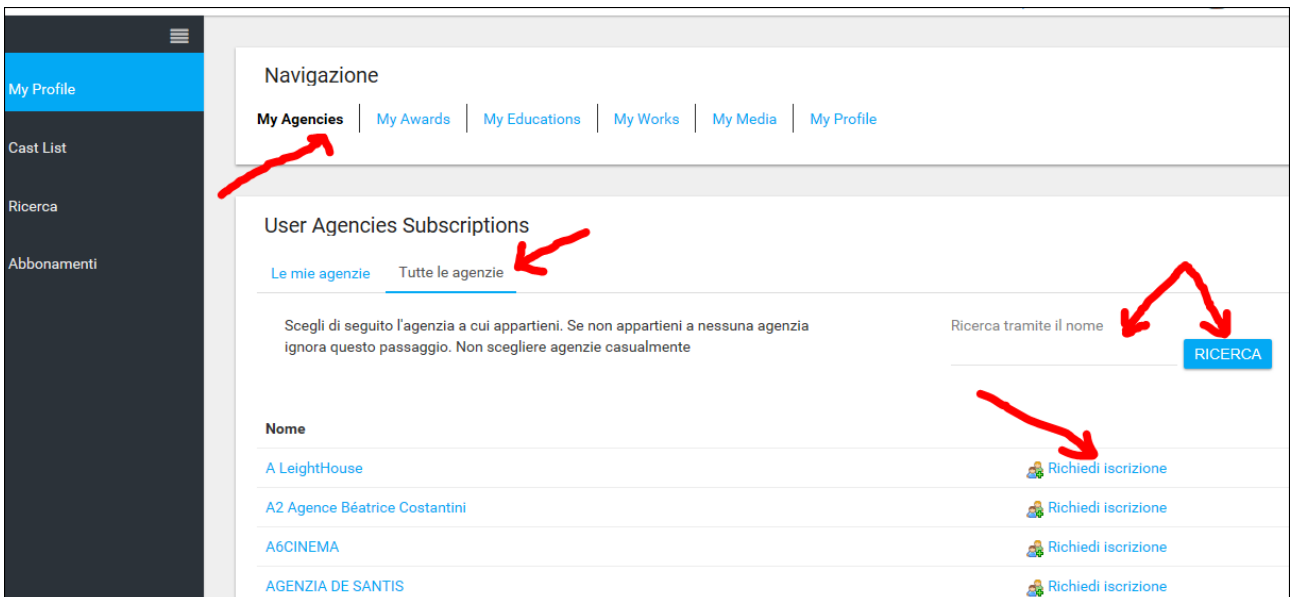 My Profile
Cast List
Ricerca
Abbonamenti
Navigazione
My Agencies My Awards My Educations My Works My Media My Profile
User Agencies Subscriptions
Le mie agenzie Tutte le agenzie
Scegli di seguito l'agenzia a cui appartieni. Se non appartieni a nessuna agenzia
ignora questo passaggio. Non scegliere agenzie casualmente
Ricerca tramite il nome
RICERCA
Nome
A LeightHouse Richiedi iscrizione
A2 Agence Béatrice Costantini Richiedi iscrizione
A6CINEMA Richiedi iscrizione
AGENZIA DE SANTIS Richiedi iscrizione